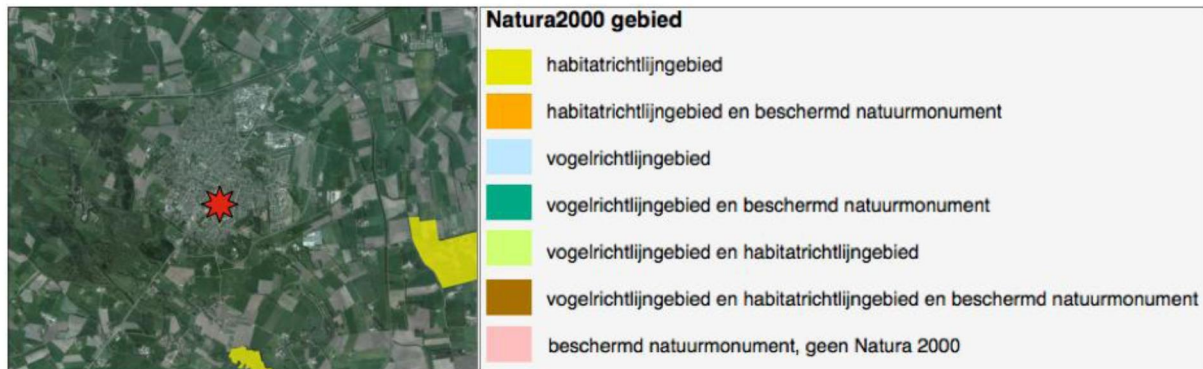 Natura2000 gebied
habitatrichtlijngebied
habitatrichtlijngebied en beschermd natuurmonument
vogelrichtlijngebied
vogelrichtlijngebied en beschermd natuurmonument
vogelrichtlijngebied en habitatrichtlijngebied
vogelrichtlijngebied en habitatrichtlijngebied en beschermd natuurmonument
beschermd natuurmonument, geen Natura 2000